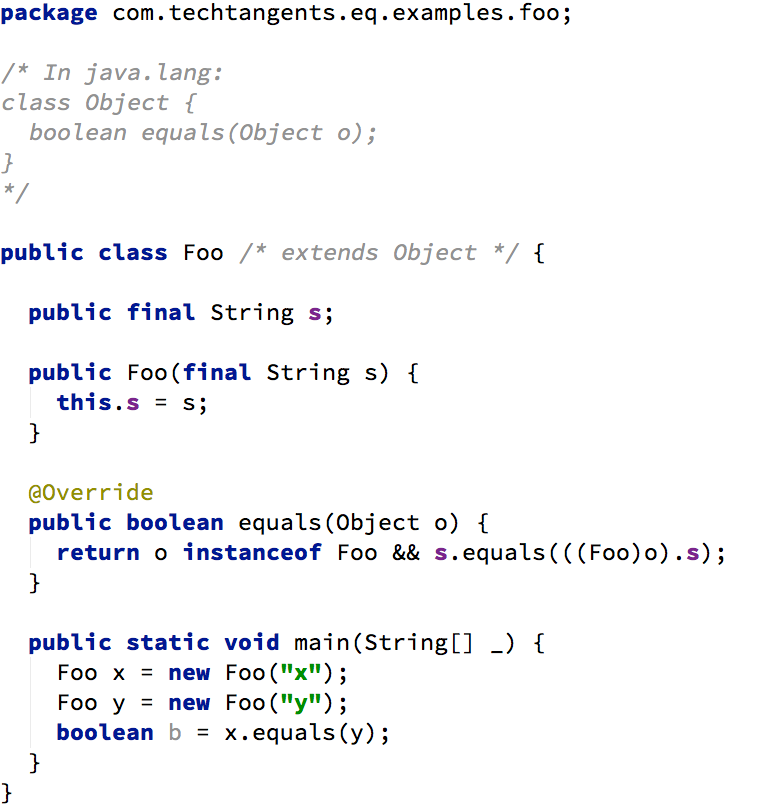 package com.techtangents.eq.examples.foo;
/* In java.lang:
class Object {
  boolean equals(Object o);
}
*/
public class Foo /* extends Object */ {
  public final String s;
  public Foo(final String s) {
    this.s = s;
  }
  @Override
  public boolean equals(Object o) {
    return o instanceof Foo && s.equals(((Foo)o).s);
  }
  public static void main(String[] _) {
    Foo x = new Foo("x");
    Foo y = new Foo("y");
    boolean b = x.equals(y);
  }
}